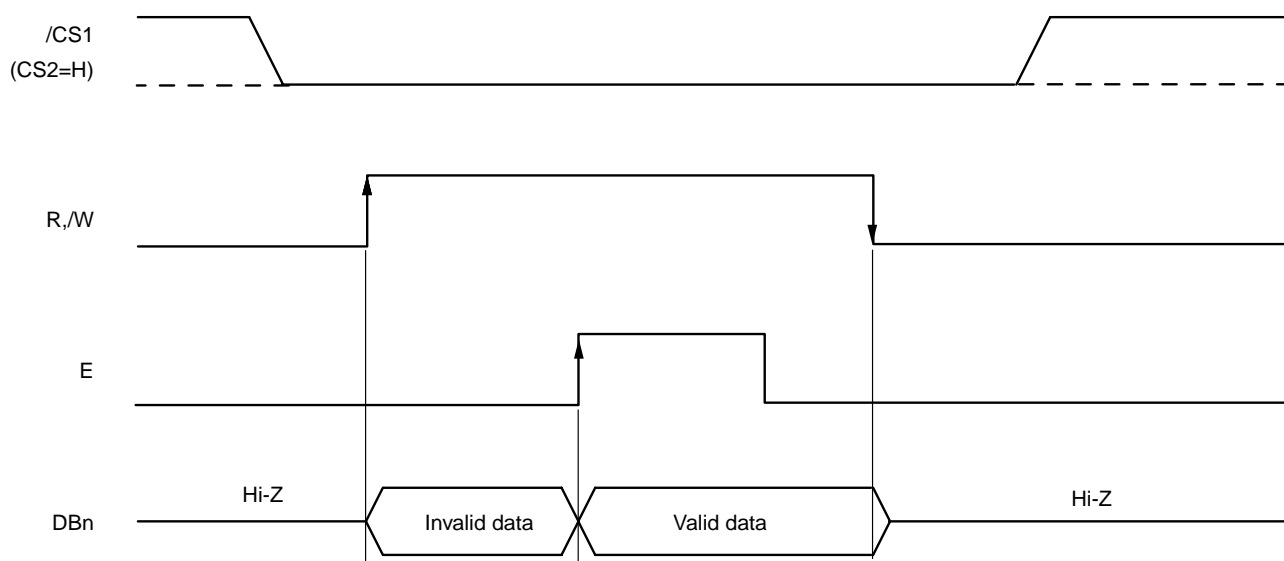 /CS1
(CS2=H)
R,/W
E
Hi-Z
Hi-Z
DBn
Invalid data
Valid data